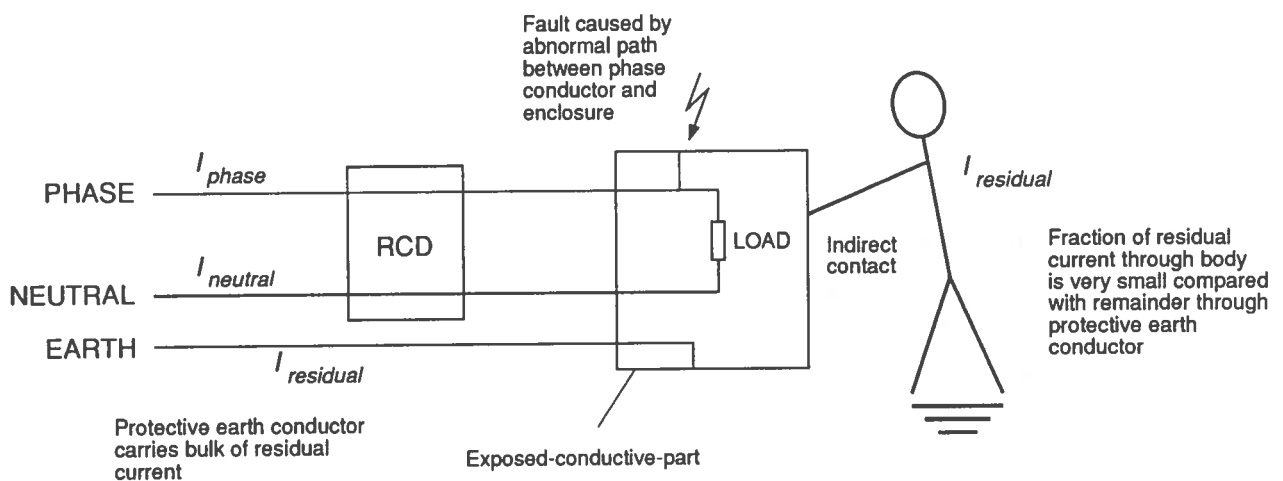 Fault caused by
abnormal path
between phase
conductor and
enclosure
I phase
I residual
PHASE
RCD
LOAD
Indirect
contact
Fraction of residual
current through body
is very small compared
with remainder through
protective earth
conductor
I neutral
NEUTRAL
EARTH
I residual
Protective earth conductor
carries bulk of residual
current
Exposed-conductive-part